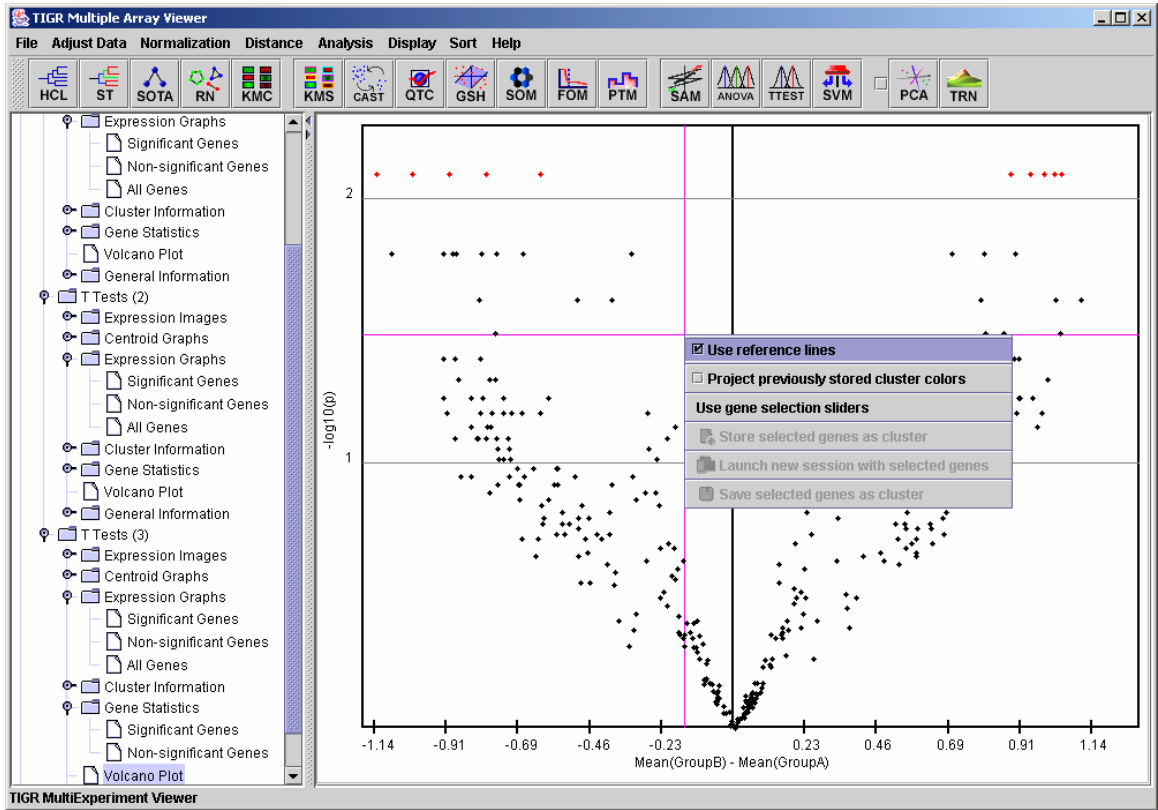 TIGR Multiple Array Viewer
File Adjust Data Normalization Distance Analysis Display Sort Help
HCL ST SOTA RN KMC KMS CAST QTC GSH SOM FOM PTM SAM ANOVA TTEST SVM PCA TRN
Expression Graphs
Significant Genes
Non-significant Genes
All Genes
Cluster Information
Gene Statistics
Volcano Plot
General Information
T Tests (2)
Expression Images
Centroid Graphs
Expression Graphs
Significant Genes
Non-significant Genes
All Genes
Cluster Information
Gene Statistics
Volcano Plot
General Information
T Tests (3)
Expression Images
Centroid Graphs
Expression Graphs
Significant Genes
Non-significant Genes
All Genes
Cluster Information
Gene Statistics
Significant Genes
Non-significant Genes
Volcano Plot
2
1
-log10(p)
Use reference lines
Project previously stored cluster colors
Use gene selection sliders
Store selected genes as cluster
Launch new session with selected genes
Save selected genes as cluster
-1.14 -0.91 -0.69 -0.46 -0.23 0.23 0.46 0.69 0.91 1.14
Mean(GroupB) - Mean(GroupA)
TIGR MultiExperiment Viewer